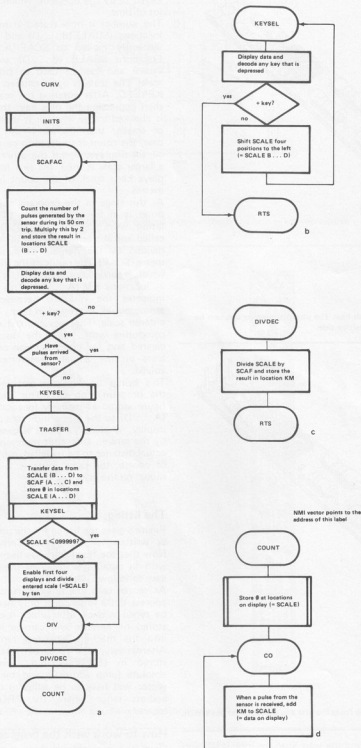 CURV
INITS
SCAFAC
Count the number of
pulses generated by the
sensor during its 50 cm
trip. Multiply this by 2
and store the result in
locations SCALE
(B . . . D)
Display data and
decode any key that is
depressed.
+ key?
no
yes
Have
pulses arrived
from
sensor?
yes
no
KEYSEL
TRASFER
Transfer data from
SCALE (B . . . D) to
SCAF (A . . . C) and
store 0 in locations
SCALE (A . . . D)
KEYSEL
SCALE ≤0999999?
yes
no
Enable first four
displays and divide
entered scale (=SCALE)
by ten
DIV
DIV/DEC
COUNT
a
KEYSEL
Display data and
decode any key that is
depressed
yes
+ key?
no
Shift SCALE four
positions to the left
(= SCALE B . . . D)
RTS
b
DIVDEC
Divide SCALE by
SCAF and store the
result in location KM
RTS
c
NMI vector points to the
address of this label
COUNT
Store 0 at locations
on display (= SCALE)
CO
When a pulse from the
sensor is received, add
KM to SCALE
(= data on display)
d